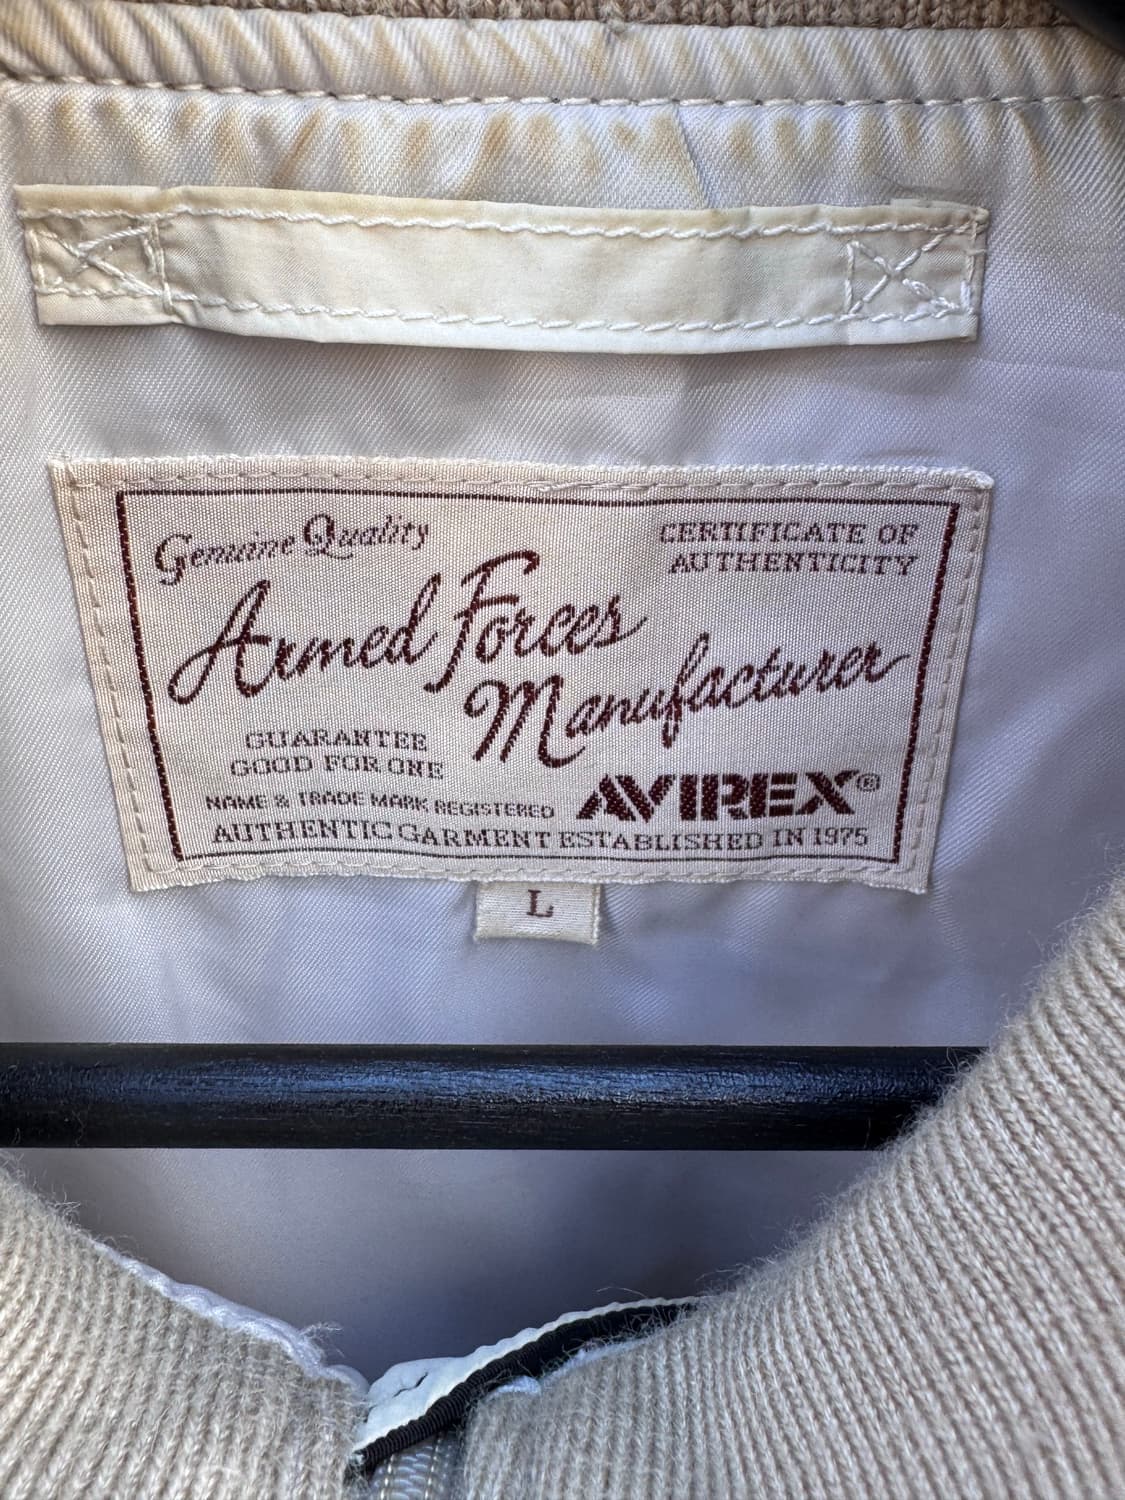 Genuine Quality
CERTIFICATE OF
AUTHENTICITY
Armed Forces
Manufacturer
GUARANTEE
GOOD FOR ONE
NAME & TRADE MARK REGISTERED
AVIREX®
AUTHENTIC GARMENT ESTABLISHED IN 1975
L